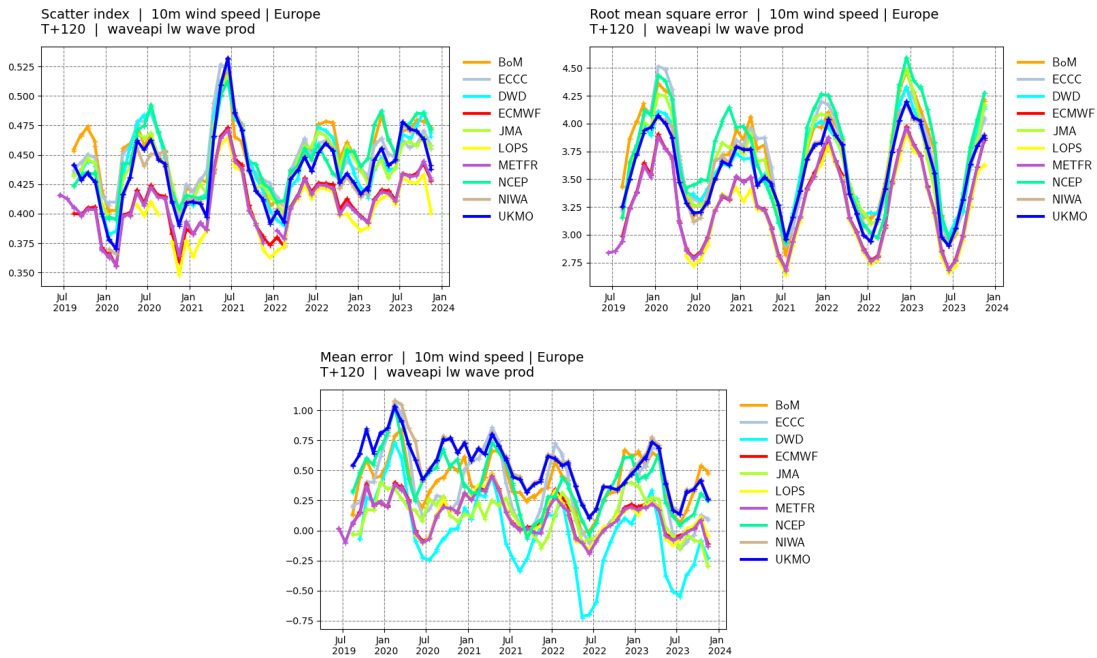 Scatter index | 10m wind speed | Europe
T+120 | waveapi lw wave prod
0.525
0.500
0.475
0.450
0.425
0.400
0.375
0.350
Jul Jan Jul Jan Jul Jan Jul Jan Jul Jan
2019 2020 2020 2021 2021 2022 2022 2023 2023 2024
BoM
ECCC
DWD
ECMWF
JMA
LOPS
METFR
NCEP
NIWA
UKMO
Root mean square error | 10m wind speed | Europe
T+120 | waveapi lw wave prod
4.50
4.25
4.00
3.75
3.50
3.25
3.00
2.75
Jul Jan Jul Jan Jul Jan Jul Jan Jul Jan
2019 2020 2020 2021 2021 2022 2022 2023 2023 2024
BoM
ECCC
DWD
ECMWF
JMA
LOPS
METFR
NCEP
NIWA
UKMO
Mean error | 10m wind speed | Europe
T+120 | waveapi lw wave prod
1.00
0.75
0.50
0.25
0.00
−0.25
−0.50
−0.75
Jul Jan Jul Jan Jul Jan Jul Jan Jul Jan
2019 2020 2020 2021 2021 2022 2022 2023 2023 2024
BoM
ECCC
DWD
ECMWF
JMA
LOPS
METFR
NCEP
NIWA
UKMO